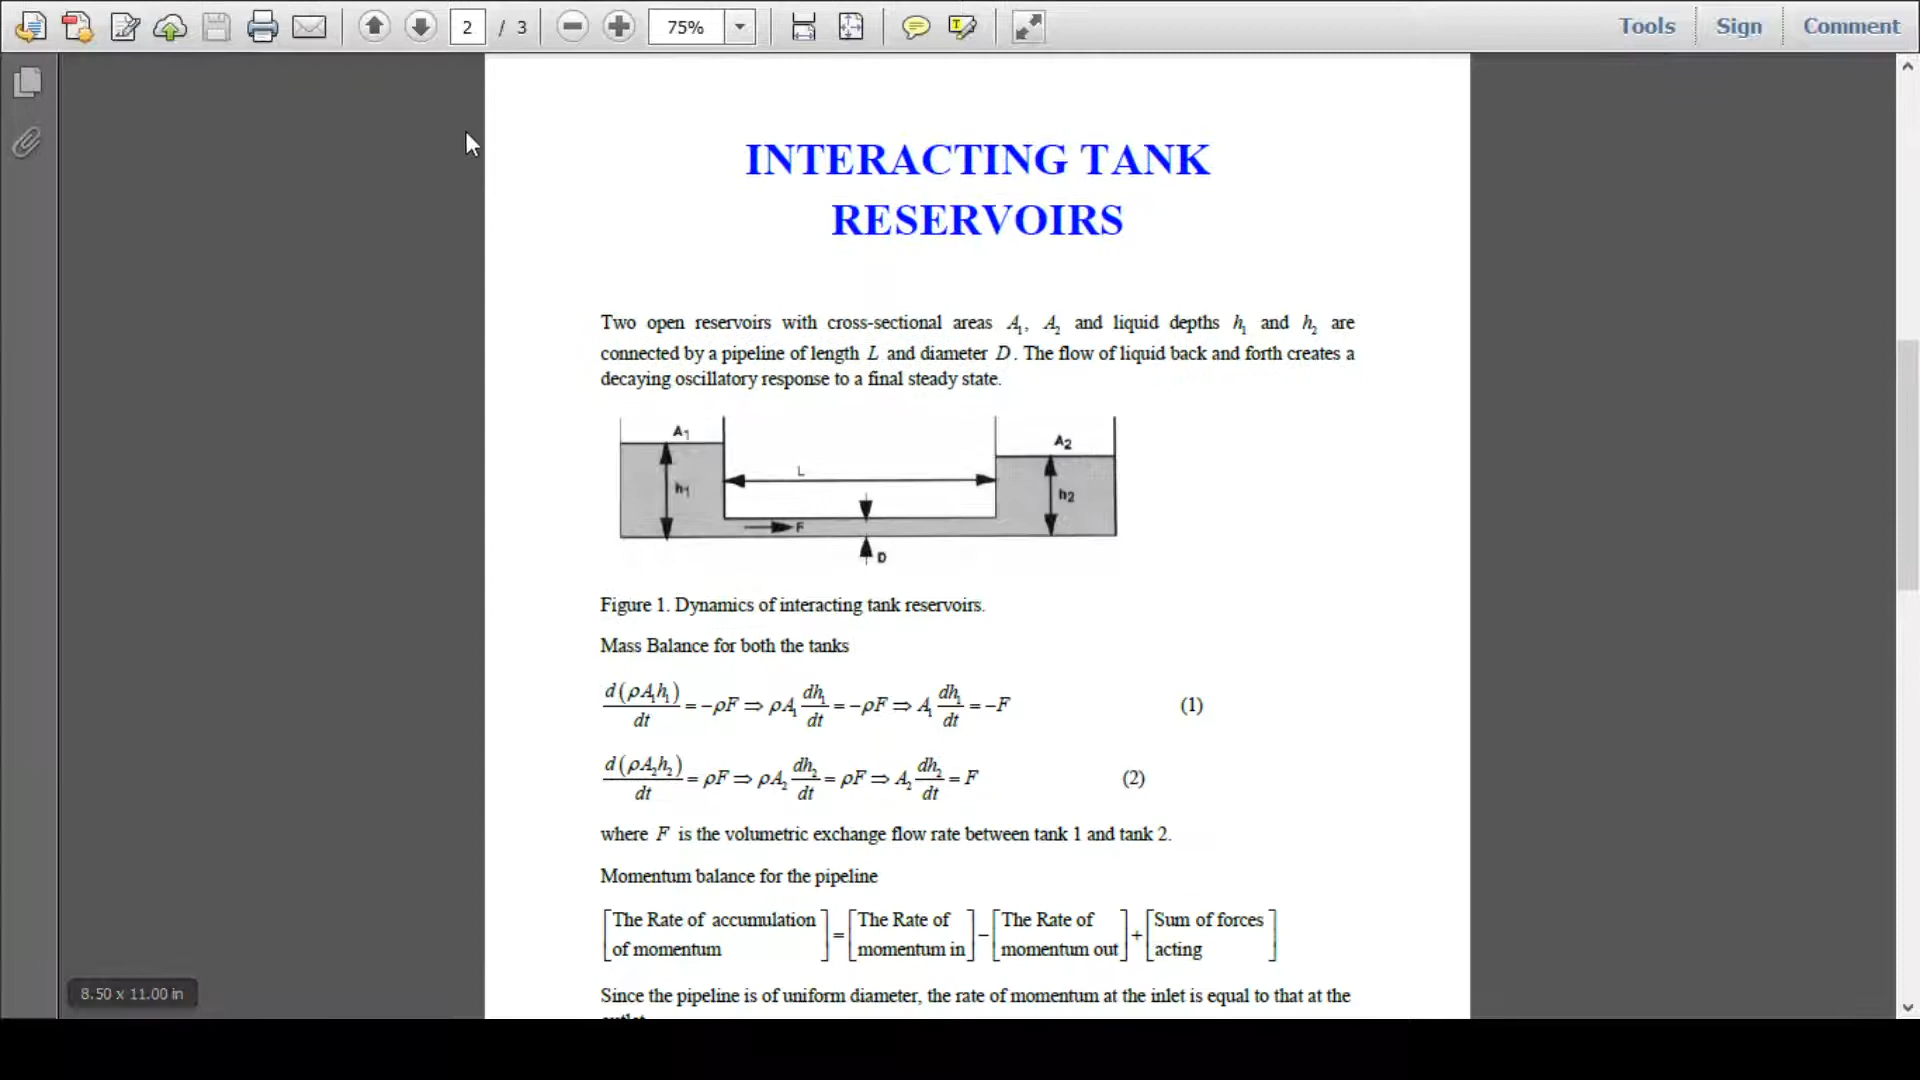 2 / 3 75% Tools Sign Comment
INTERACTING TANK
RESERVOIRS
Two open reservoirs with cross-sectional areas A₁, A₂ and liquid depths h₁ and h₂ are
connected by a pipeline of length L and diameter D. The flow of liquid back and forth creates a
decaying oscillatory response to a final steady state.
A₁ A₂
L
h₁ h₂
F
D
Figure 1. Dynamics of interacting tank reservoirs.
Mass Balance for both the tanks
d(ρA₁h₁)/dt = −ρF ⇒ ρA₁ dh₁/dt = −ρF ⇒ A₁ dh₁/dt = −F (1)
d(ρA₂h₂)/dt = ρF ⇒ ρA₂ dh₂/dt = ρF ⇒ A₂ dh₂/dt = F (2)
where F is the volumetric exchange flow rate between tank 1 and tank 2.
Momentum balance for the pipeline
[The Rate of accumulation of momentum] = [The Rate of momentum in] − [The Rate of momentum out] + [Sum of forces acting]
Since the pipeline is of uniform diameter, the rate of momentum at the inlet is equal to that at the
8.50 x 11.00 in